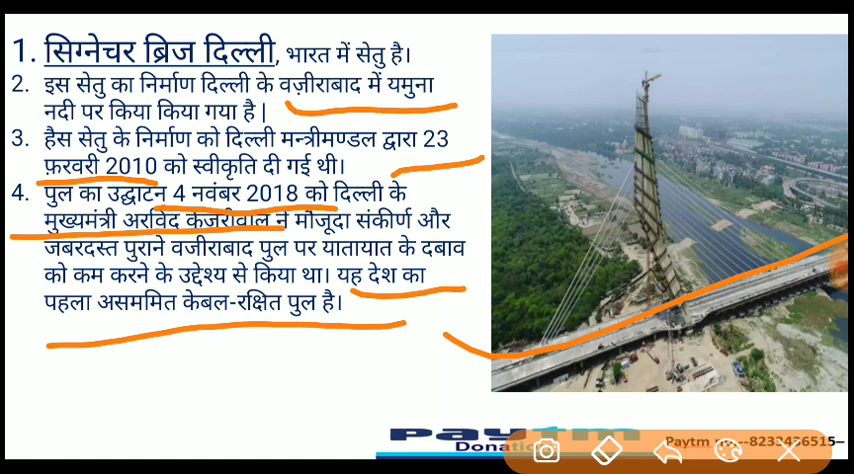 1. सिग्नेचर ब्रिज दिल्ली, भारत में सेतु है।
2. इस सेतु का निर्माण दिल्ली के वज़ीराबाद में यमुना
नदी पर किया किया गया है |
3. हैस सेतु के निर्माण को दिल्ली मन्त्रीमण्डल द्वारा 23
फ़रवरी 2010 को स्वीकृति दी गई थी।
4. पुल का उद्घाटन 4 नवंबर 2018 को दिल्ली के
मुख्यमंत्री अरविंद केजरीवाल ने मौजूदा संकीर्ण और
जबरदस्त पुराने वजीराबाद पुल पर यातायात के दबाव
को कम करने के उद्देश्य से किया था। यह देश का
पहला असममित केबल-रक्षित पुल है।
paytm
Paytm